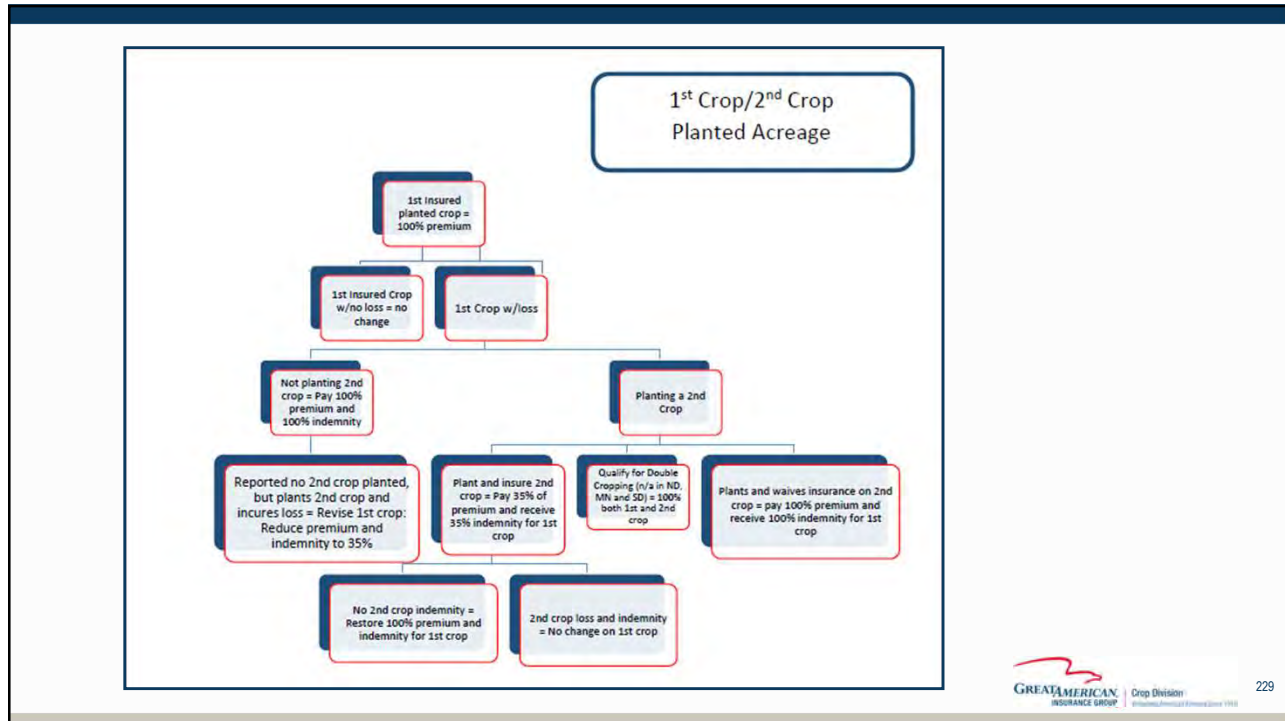 1st Crop/2nd Crop
Planted Acreage
1st Insured
planted crop =
100% premium
1st Insured Crop
w/no loss = no
change
1st Crop w/loss
Not planting 2nd
crop = Pay 100%
premium and
100% indemnity
Planting a 2nd
Crop
Reported no 2nd crop planted,
but plants 2nd crop and
incures loss = Revise 1st crop:
Reduce premium and
indemnity to 35%
Plant and insure 2nd
crop = Pay 35% of
premium and receive
35% indemnity for 1st
crop
Qualify for Double
Cropping (n/a in ND,
MN and SD) = 100%
both 1st and 2nd
crop
Plants and waives insurance on 2nd
crop = pay 100% premium and
receive 100% indemnity for 1st
crop
No 2nd crop indemnity =
Restore 100% premium and
indemnity for 1st crop
2nd crop loss and indemnity
= No change on 1st crop
GREATAMERICAN.
INSURANCE GROUP
Crop Division
229